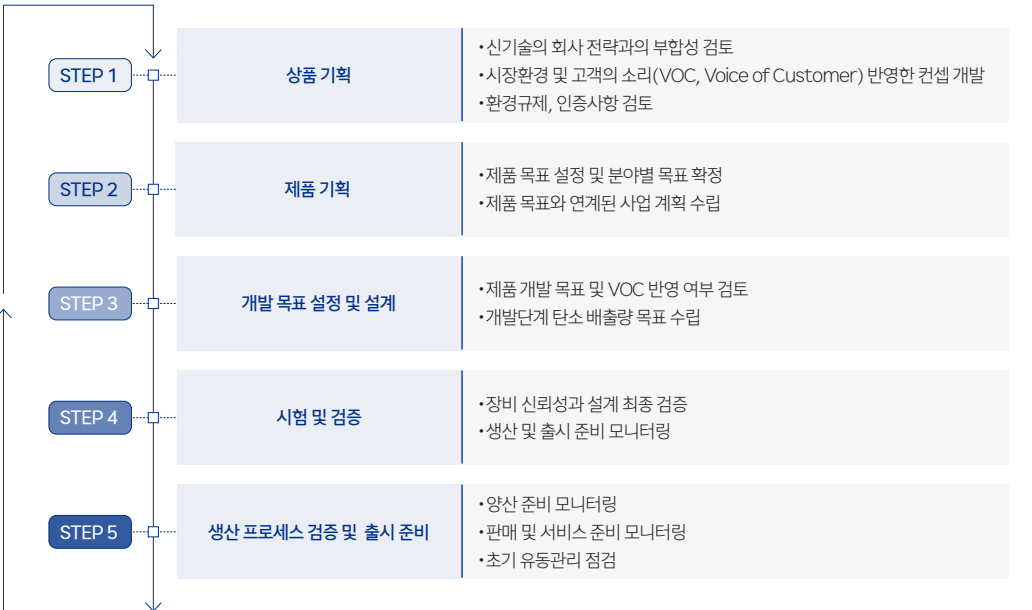 STEP 1
상품 기획
•신기술의 회사 전략과의 부합성 검토
•시장환경 및 고객의 소리(VOC, Voice of Customer) 반영한 컨셉 개발
•환경규제, 인증사항 검토
STEP 2
제품 기획
•제품 목표 설정 및 분야별 목표 확정
•제품 목표와 연계된 사업 계획 수립
STEP 3
개발 목표 설정 및 설계
•제품 개발 목표 및 VOC 반영 여부 검토
•개발단계 탄소 배출량 목표 수립
STEP 4
시험 및 검증
•장비 신뢰성과 설계 최종 검증
•생산 및 출시 준비 모니터링
STEP 5
생산 프로세스 검증 및 출시 준비
•양산 준비 모니터링
•판매 및 서비스 준비 모니터링
•초기 유동관리 점검